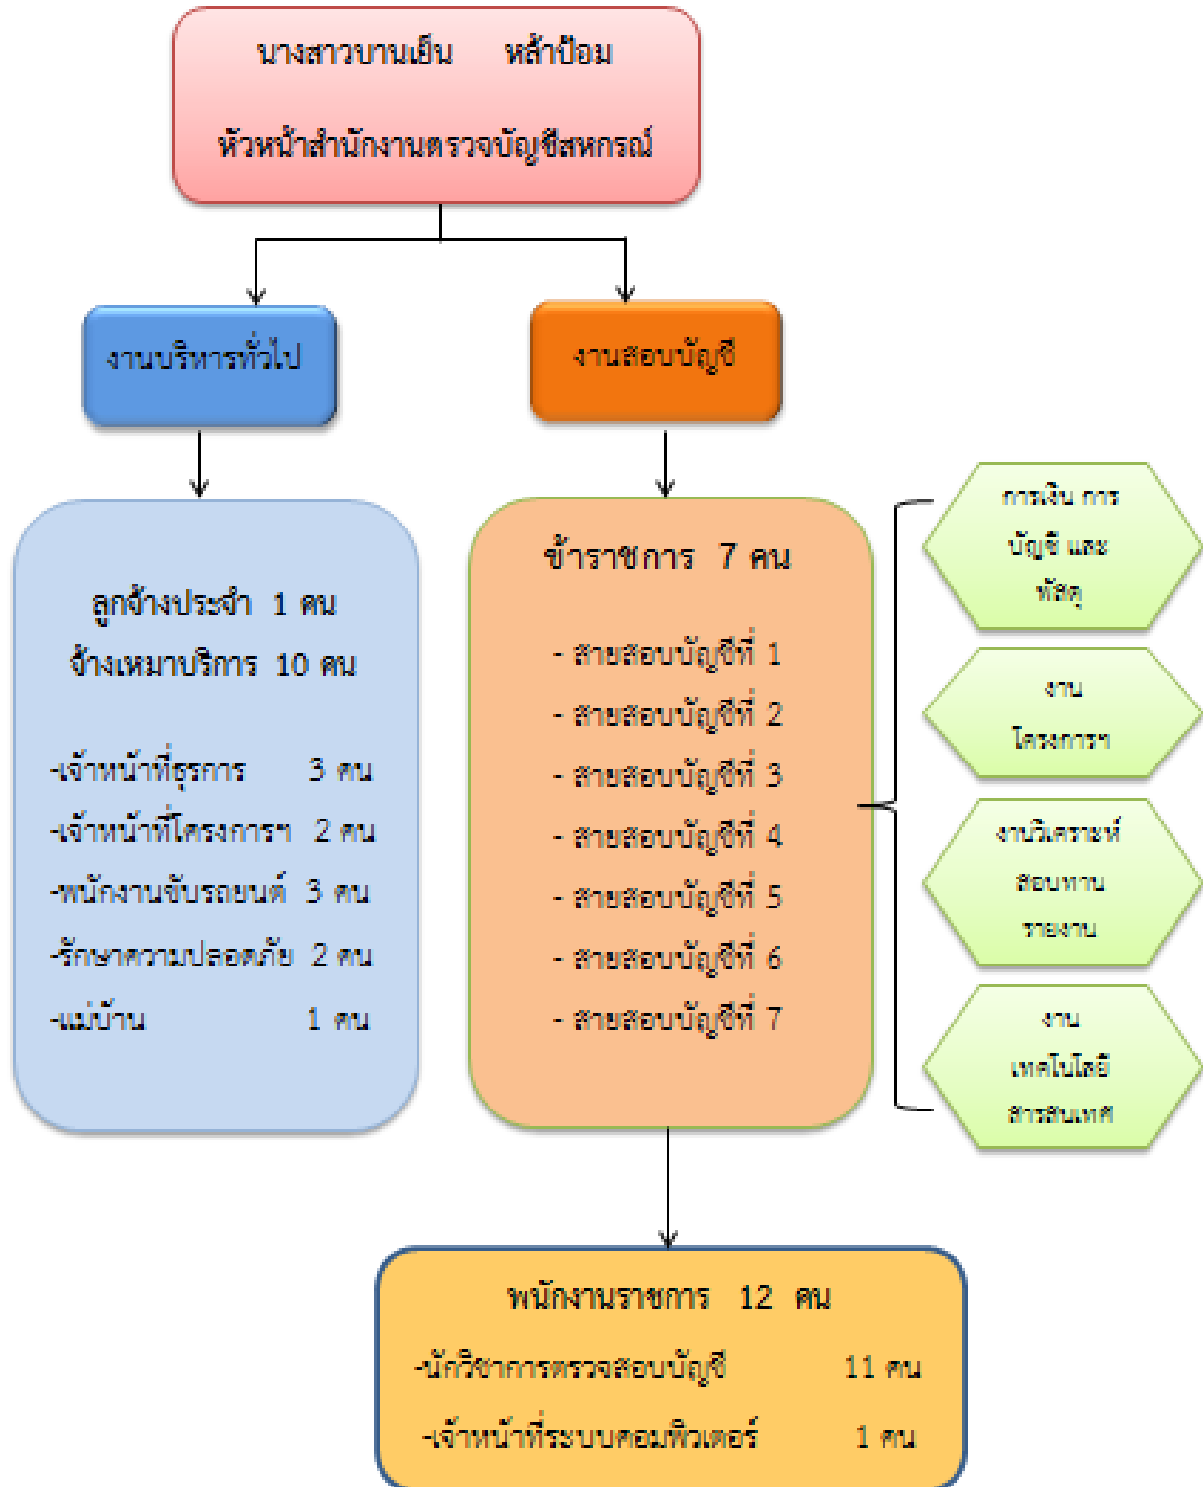 นางสาวบานเย็น หล้าป้อม
หัวหน้าสำนักงานตรวจบัญชีสหกรณ์
งานบริหารทั่วไป
งานสอบบัญชี
ลูกจ้างประจำ 1 คน
จ้างเหมาบริการ 10 คน
-เจ้าหน้าที่ธุรการ 3 คน
-เจ้าหน้าที่โครงการฯ 2 คน
-พนักงานขับรถยนต์ 3 คน
-รักษาความปลอดภัย 2 คน
-แม่บ้าน 1 คน
ข้าราชการ 7 คน
- สายสอบบัญชีที่ 1
- สายสอบบัญชีที่ 2
- สายสอบบัญชีที่ 3
- สายสอบบัญชีที่ 4
- สายสอบบัญชีที่ 5
- สายสอบบัญชีที่ 6
- สายสอบบัญชีที่ 7
การเงิน การ
บัญชี และ
พัสดุ
งาน
โครงการฯ
งานวิเคราะห์
สอบทาน
รายงาน
งาน
เทคโนโลยี
สารสนเทศ
พนักงานราชการ 12 คน
-นักวิชาการตรวจสอบบัญชี 11 คน
-เจ้าหน้าที่ระบบคอมพิวเตอร์ 1 คน